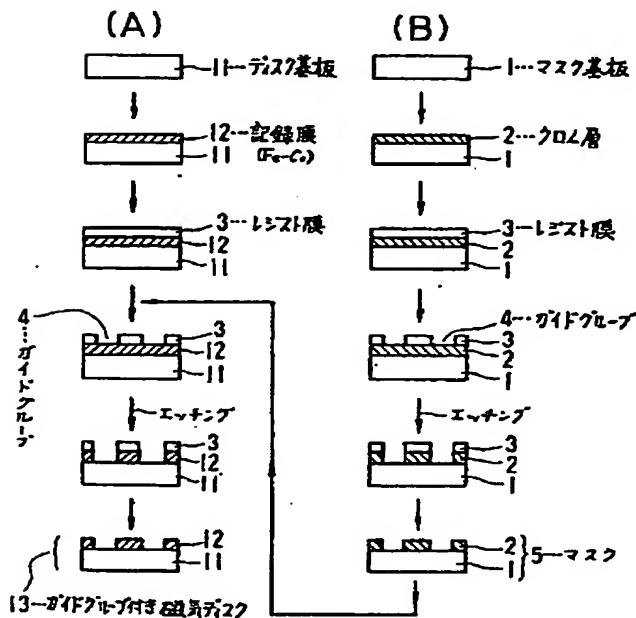 (A)
11…ディスク基板
12…記録膜
(Fe-Co)
11
3…レジスト膜
12
11
4…ガイドグルーブ
3
12
11
エッチング
3
12
11
12
11
13…ガイドグルーブ付き磁気ディスク
(B)
1…マスク基板
2…クロム層
1
3…レジスト膜
2
1
4…ガイドグルーブ
3
2
1
エッチング
3
2
1
2
1
5…マスク